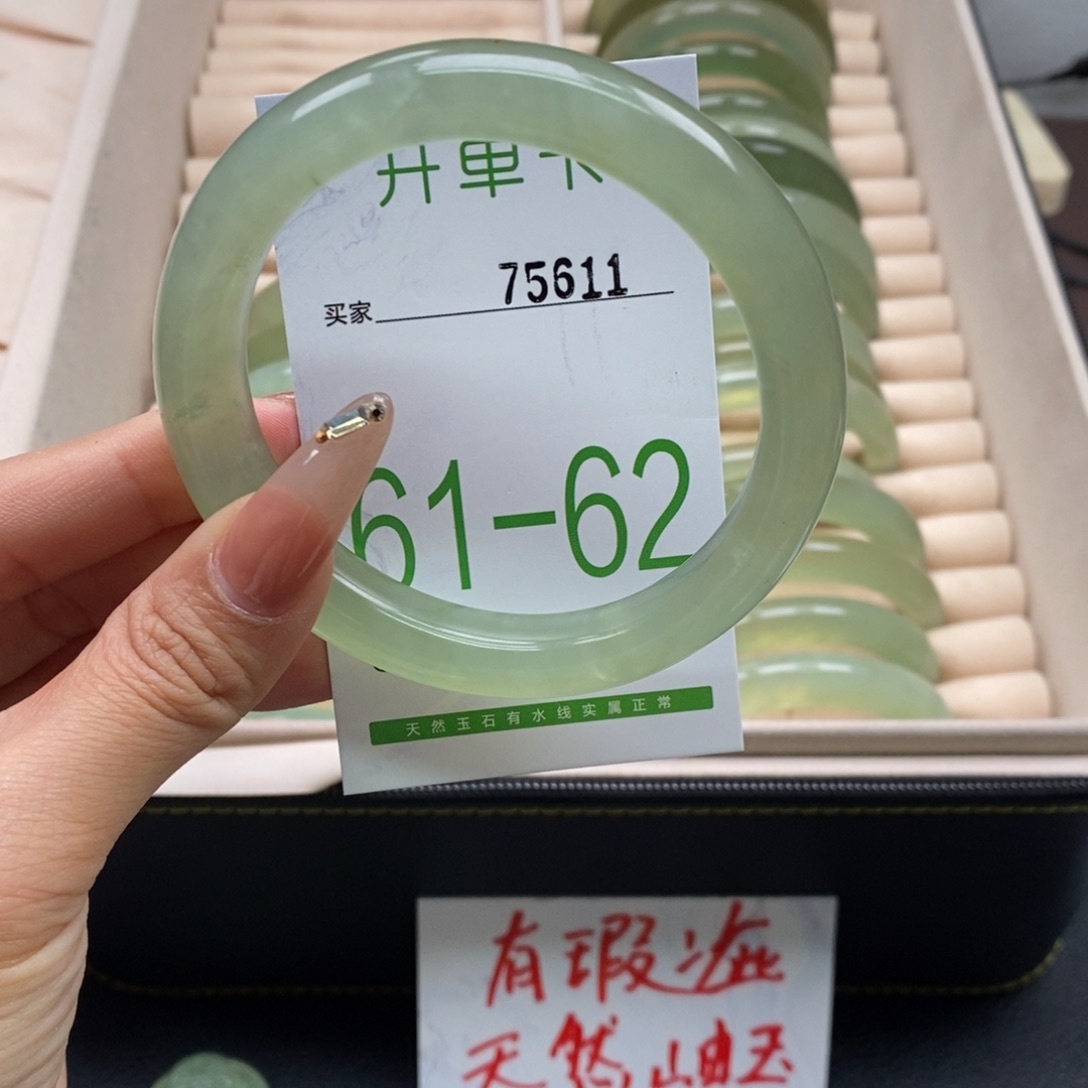 开单卡
75611
买家
61-62
天然玉石有水线实属正常
有瑕疵
天然岫玉